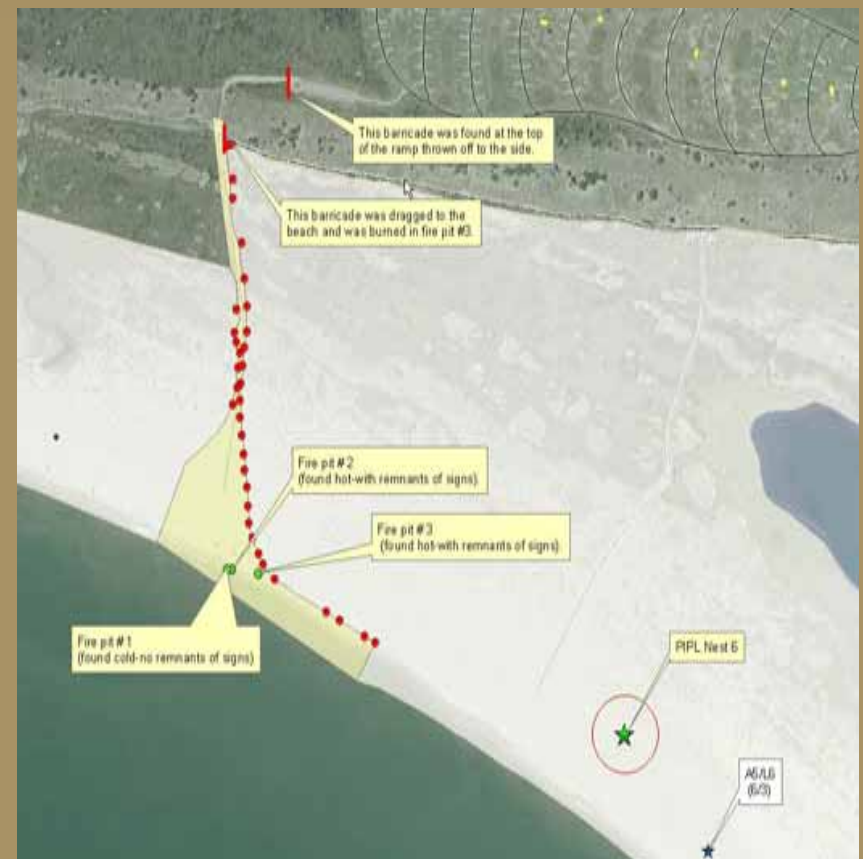 This barricade was found at the top
of the ramp thrown off to the side.
This barricade was dragged to the
beach and was burned in fire pit #3.
Fire pit #2
(found hot-with remnants of signs)
Fire pit #3
(found hot-with remnants of signs)
Fire pit #1
(found cold-no remnants of signs)
PIPL Nest 6
A6/L6
(6/3)